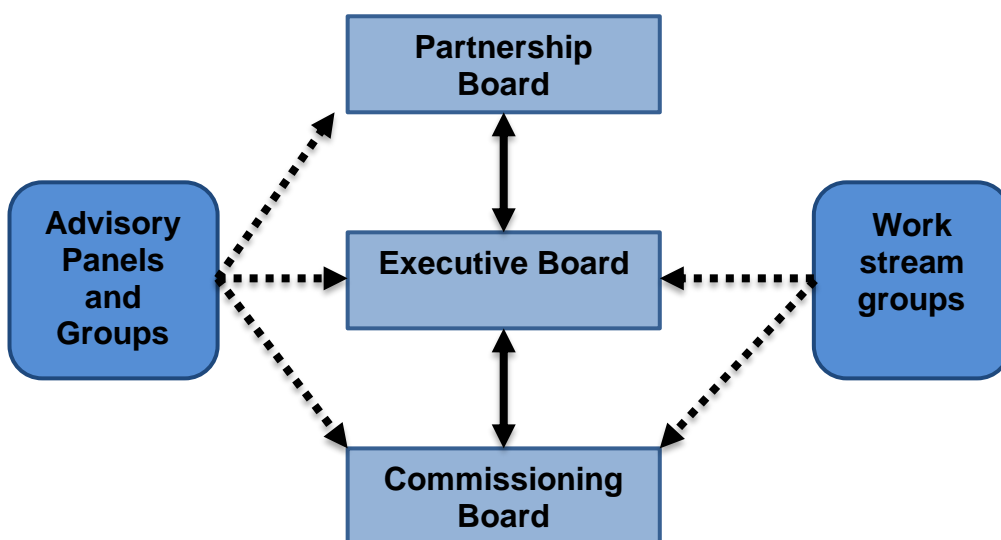 Partnership
Board
Advisory
Panels
and
Groups
Executive Board
Work
stream
groups
Commissioning
Board